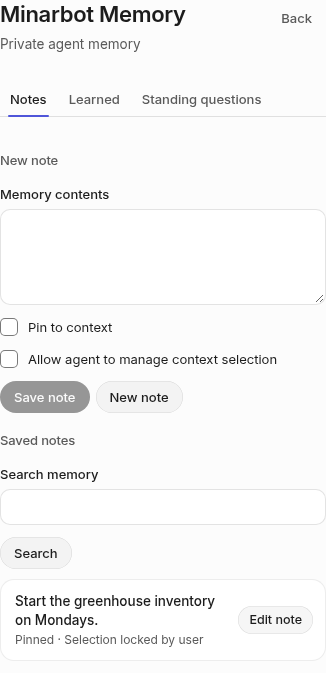 Minarbot Memory
Back
Private agent memory
Notes
Learned
Standing questions
New note
Memory contents
Pin to context
Allow agent to manage context selection
Save note
New note
Saved notes
Search memory
Search
Start the greenhouse inventory
on Mondays.
Edit note
Pinned · Selection locked by user